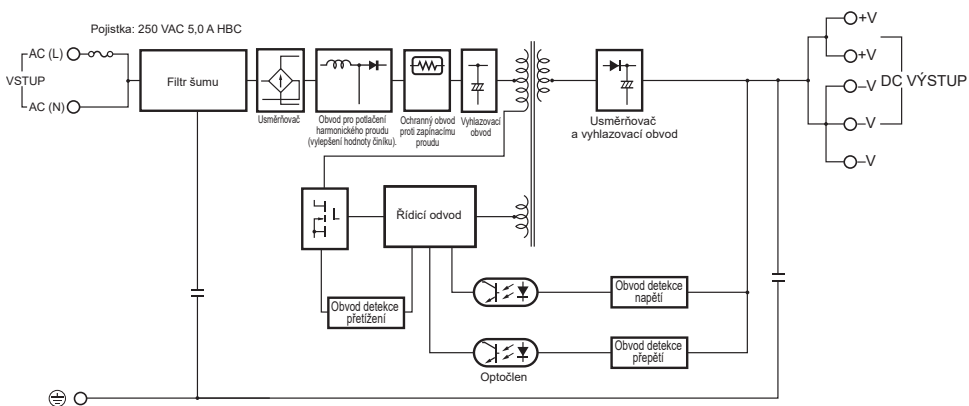 Pojistka: 250 VAC 5,0 A HBC
AC (L)
VSTUP
AC (N)
Filtr šumu
Usměrňovač
Obvod pro potlačení
harmonického proudu
(vylepšení hodnoty činíku).
Ochranný obvod
proti zapínacímu
proudu
Vyhlazovací
obvod
Usměrňovač
a vyhlazovací obvod
+V
+V
–V
DC VÝSTUP
–V
–V
Řídicí odvod
Obvod detekce
přetížení
Obvod detekce
napětí
Obvod detekce
přepětí
Optočlen